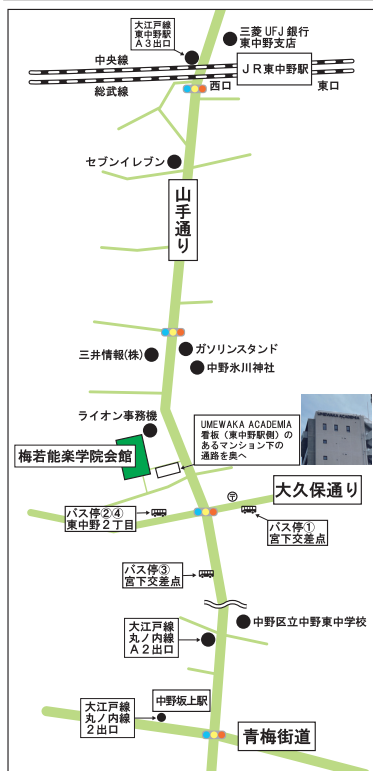 大江戸線
東中野駅
A3出口
三菱UFJ銀行
東中野支店
中央線
総武線
JR東中野駅
西口
東口
セブンイレブン
山手通り
三井情報(株)
ガソリンスタンド
中野氷川神社
ライオン事務機
梅若能楽学院会館
UMEWAKA ACADEMIA
看板（東中野駅側）の
あるマンション下の
通路を奥へ
UMEWAKA ACADEMIA
大久保通り
〒
バス停②④
東中野2丁目
バス停①
宮下交差点
バス停③
宮下交差点
中野区立中野東中学校
大江戸線
丸ノ内線
A2出口
大江戸線
丸ノ内線
2出口
中野坂上駅
青梅街道